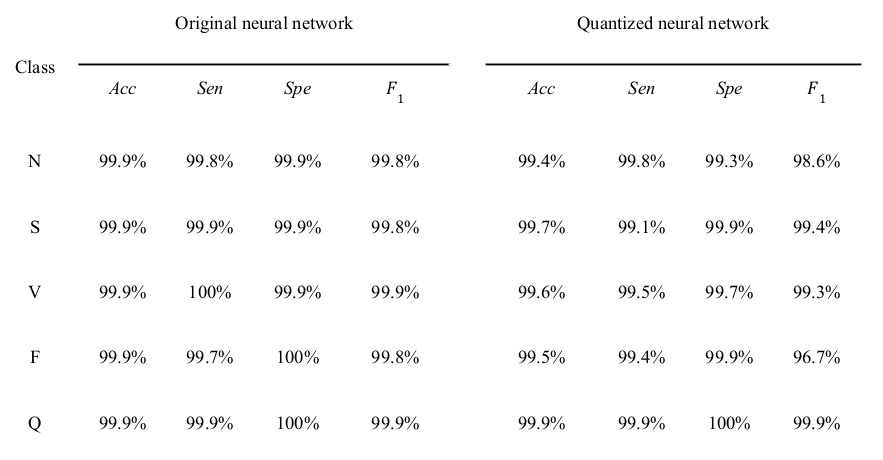 Original neural network Quantized neural network
Class
Acc Sen Spe F1 Acc Sen Spe F1
N 99.9% 99.8% 99.9% 99.8% 99.4% 99.8% 99.3% 98.6%
S 99.9% 99.9% 99.9% 99.8% 99.7% 99.1% 99.9% 99.4%
V 99.9% 100% 99.9% 99.9% 99.6% 99.5% 99.7% 99.3%
F 99.9% 99.7% 100% 99.8% 99.5% 99.4% 99.9% 96.7%
Q 99.9% 99.9% 100% 99.9% 99.9% 99.9% 100% 99.9%